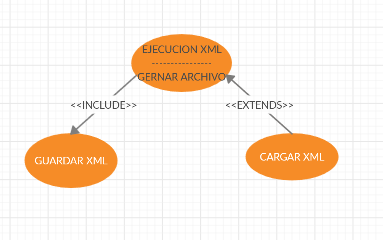 EJECUCION XML
----------------
GERNAR ARCHIVO
<<INCLUDE>>
<<EXTENDS>>
GUARDAR XML
CARGAR XML